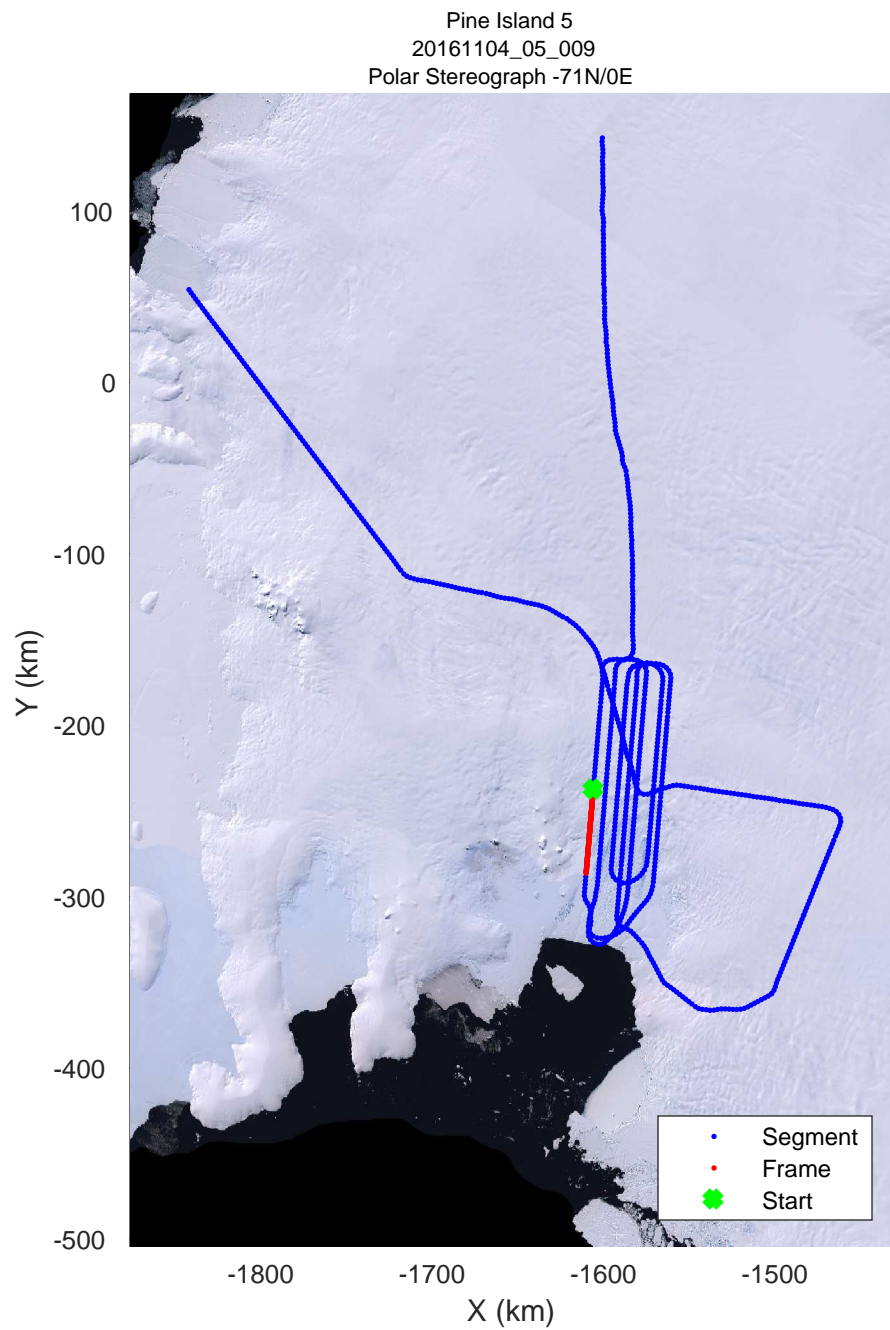 Pine Island 5
20161104_05_009
Polar Stereograph -71N/0E
100
0
-100
-200
-300
-400
-500
Y (km)
-1800
-1700
-1600
-1500
X (km)
Segment
Frame
Start